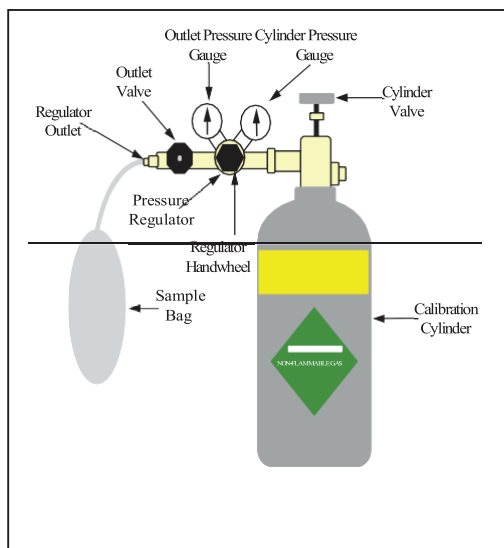 Outlet Pressure Cylinder Pressure
Gauge Gauge
Outlet
Valve
Cylinder
Valve
Regulator
Outlet
Pressure
Regulator
Regulator
Handwheel
Sample
Bag
Calibration
Cylinder
NON-FLAMMABLE GAS